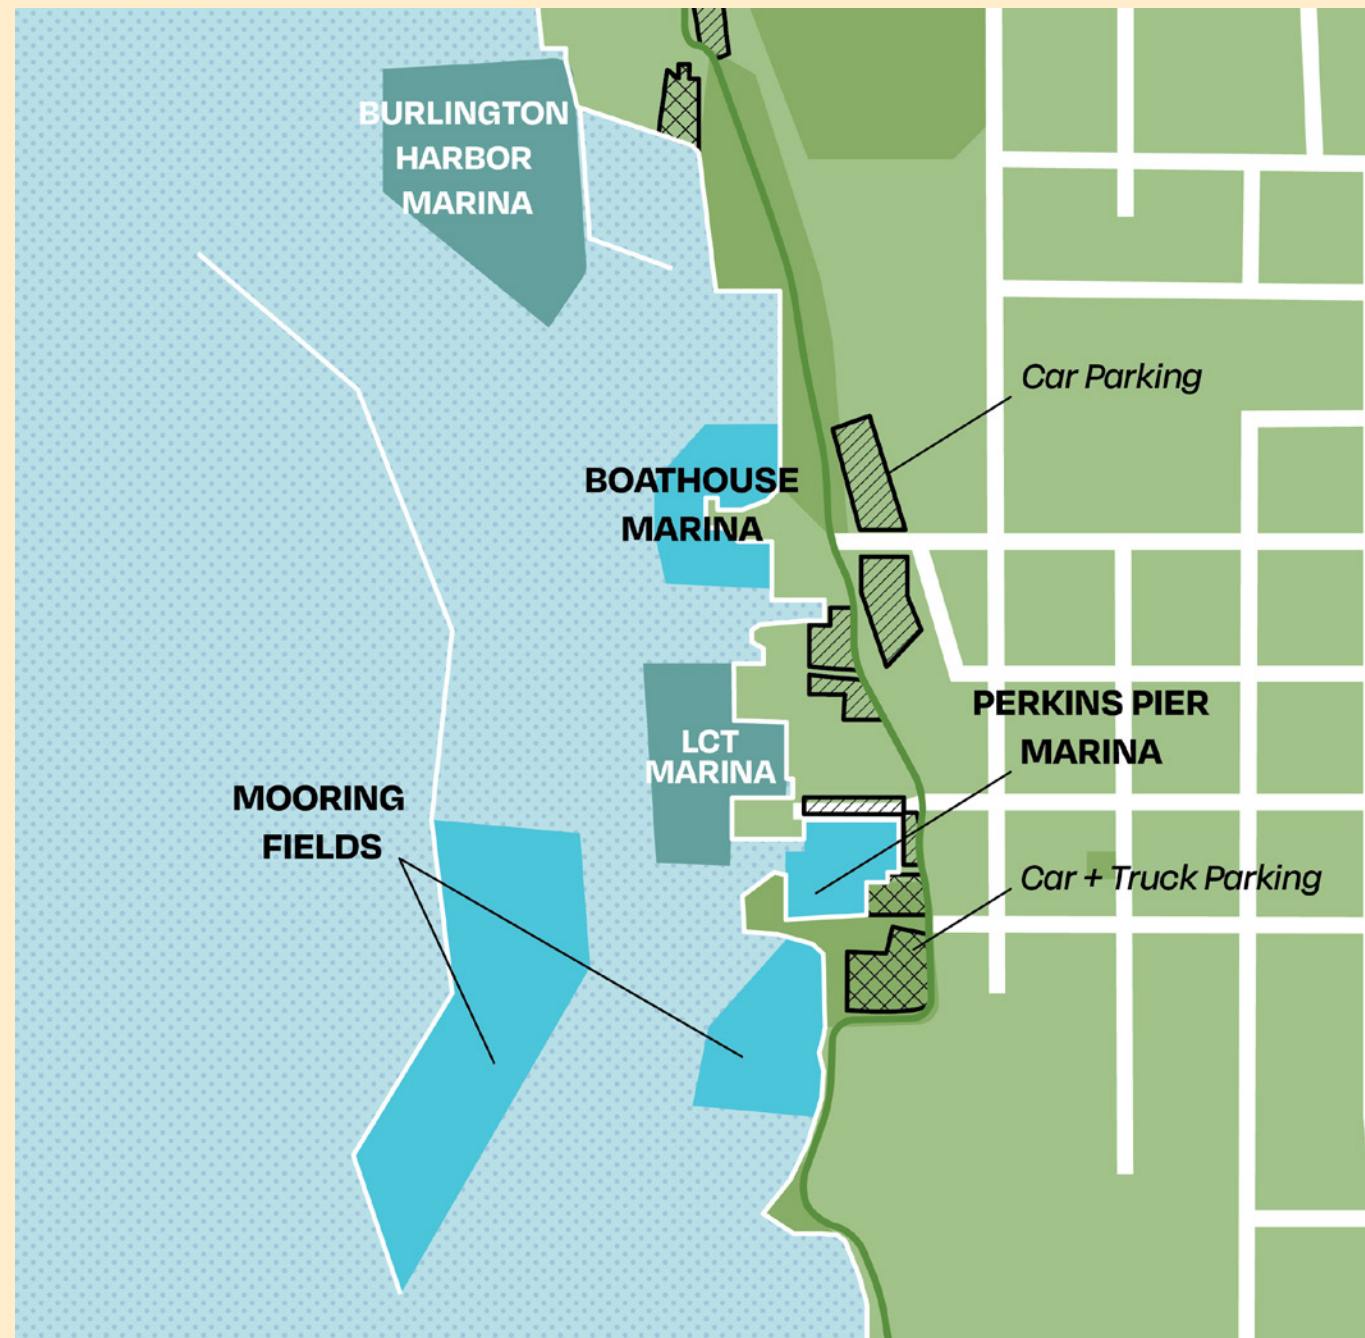 BURLINGTON
HARBOR
MARINA
Car Parking
BOATHOUSE
MARINA
PERKINS PIER
MARINA
LCT
MARINA
MOORING
FIELDS
Car + Truck Parking